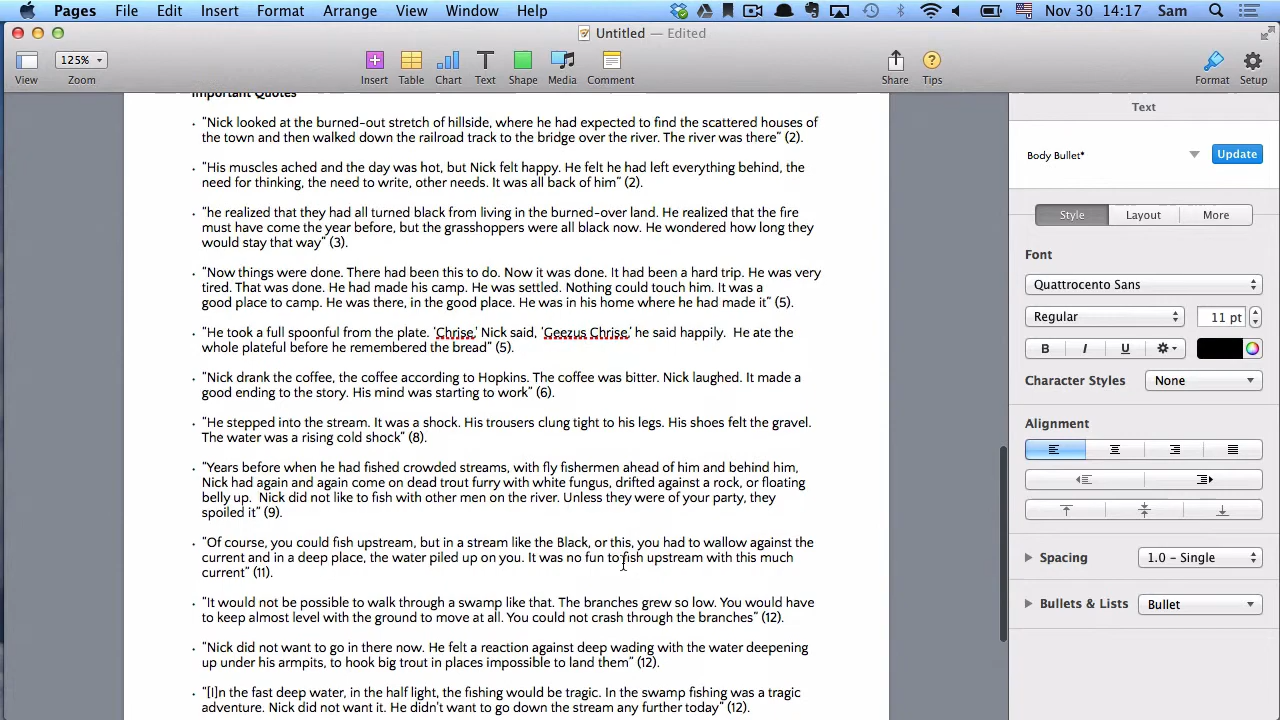 Pages File Edit Insert Format Arrange View Window Help Nov 30 14:17 Sam
Untitled — Edited
125%
View Zoom Insert Table Chart Text Shape Media Comment Share Tips Format Setup
Important Quotes
• "Nick looked at the burned-out stretch of hillside, where he had expected to find the scattered houses of
the town and then walked down the railroad track to the bridge over the river. The river was there" (2).
• "His muscles ached and the day was hot, but Nick felt happy. He felt he had left everything behind, the
need for thinking, the need to write, other needs. It was all back of him" (2).
• "he realized that they had all turned black from living in the burned-over land. He realized that the fire
must have come the year before, but the grasshoppers were all black now. He wondered how long they
would stay that way" (3).
• "Now things were done. There had been this to do. Now it was done. It had been a hard trip. He was very
tired. That was done. He had made his camp. He was settled. Nothing could touch him. It was a
good place to camp. He was there, in the good place. He was in his home where he had made it" (5).
• "He took a full spoonful from the plate. 'Chrise,' Nick said, 'Geezus Chrise,' he said happily.  He ate the
whole plateful before he remembered the bread" (5).
• "Nick drank the coffee, the coffee according to Hopkins. The coffee was bitter. Nick laughed. It made a
good ending to the story. His mind was starting to work" (6).
• "He stepped into the stream. It was a shock. His trousers clung tight to his legs. His shoes felt the gravel.
The water was a rising cold shock" (8).
• "Years before when he had fished crowded streams, with fly fishermen ahead of him and behind him,
Nick had again and again come on dead trout furry with white fungus, drifted against a rock, or floating
belly up.  Nick did not like to fish with other men on the river. Unless they were of your party, they
spoiled it" (9).
• "Of course, you could fish upstream, but in a stream like the Black, or this, you had to wallow against the
current and in a deep place, the water piled up on you. It was no fun to fish upstream with this much
current" (11).
• "It would not be possible to walk through a swamp like that. The branches grew so low. You would have
to keep almost level with the ground to move at all. You could not crash through the branches" (12).
• "Nick did not want to go in there now. He felt a reaction against deep wading with the water deepening
up under his armpits, to hook big trout in places impossible to land them" (12).
• "[I]n the fast deep water, in the half light, the fishing would be tragic. In the swamp fishing was a tragic
adventure. Nick did not want it. He didn't want to go down the stream any further today" (12).
Text
Body Bullet* Update
Style Layout More
Font
Quattrocento Sans
Regular 11 pt
B I U
Character Styles None
Alignment
Spacing 1.0 - Single
Bullets & Lists Bullet